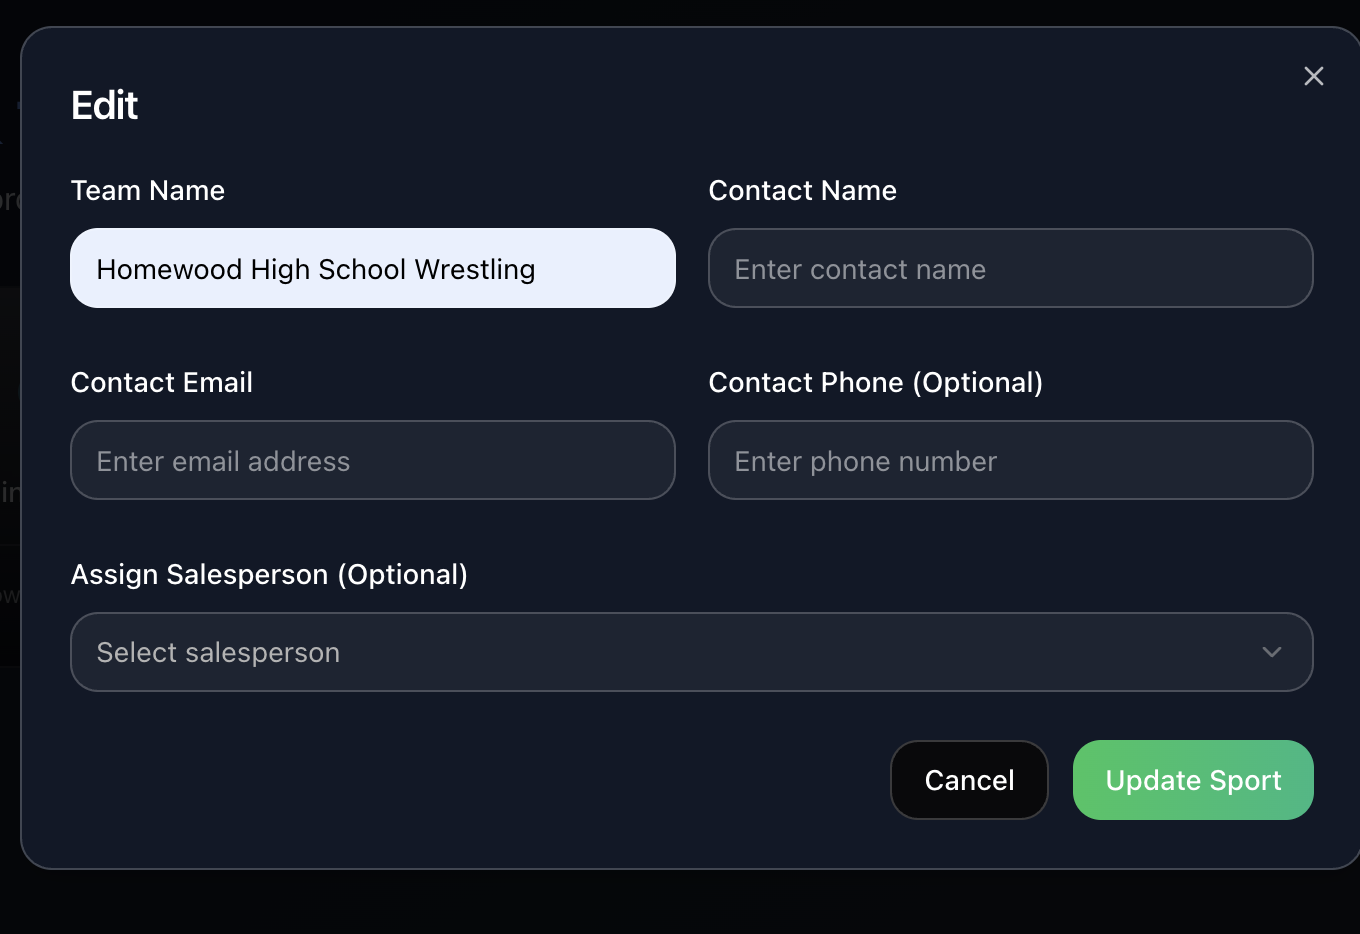 Edit
Team Name
Contact Name
Homewood High School Wrestling
Enter contact name
Contact Email
Contact Phone (Optional)
Enter email address
Enter phone number
Assign Salesperson (Optional)
Select salesperson
Cancel
Update Sport